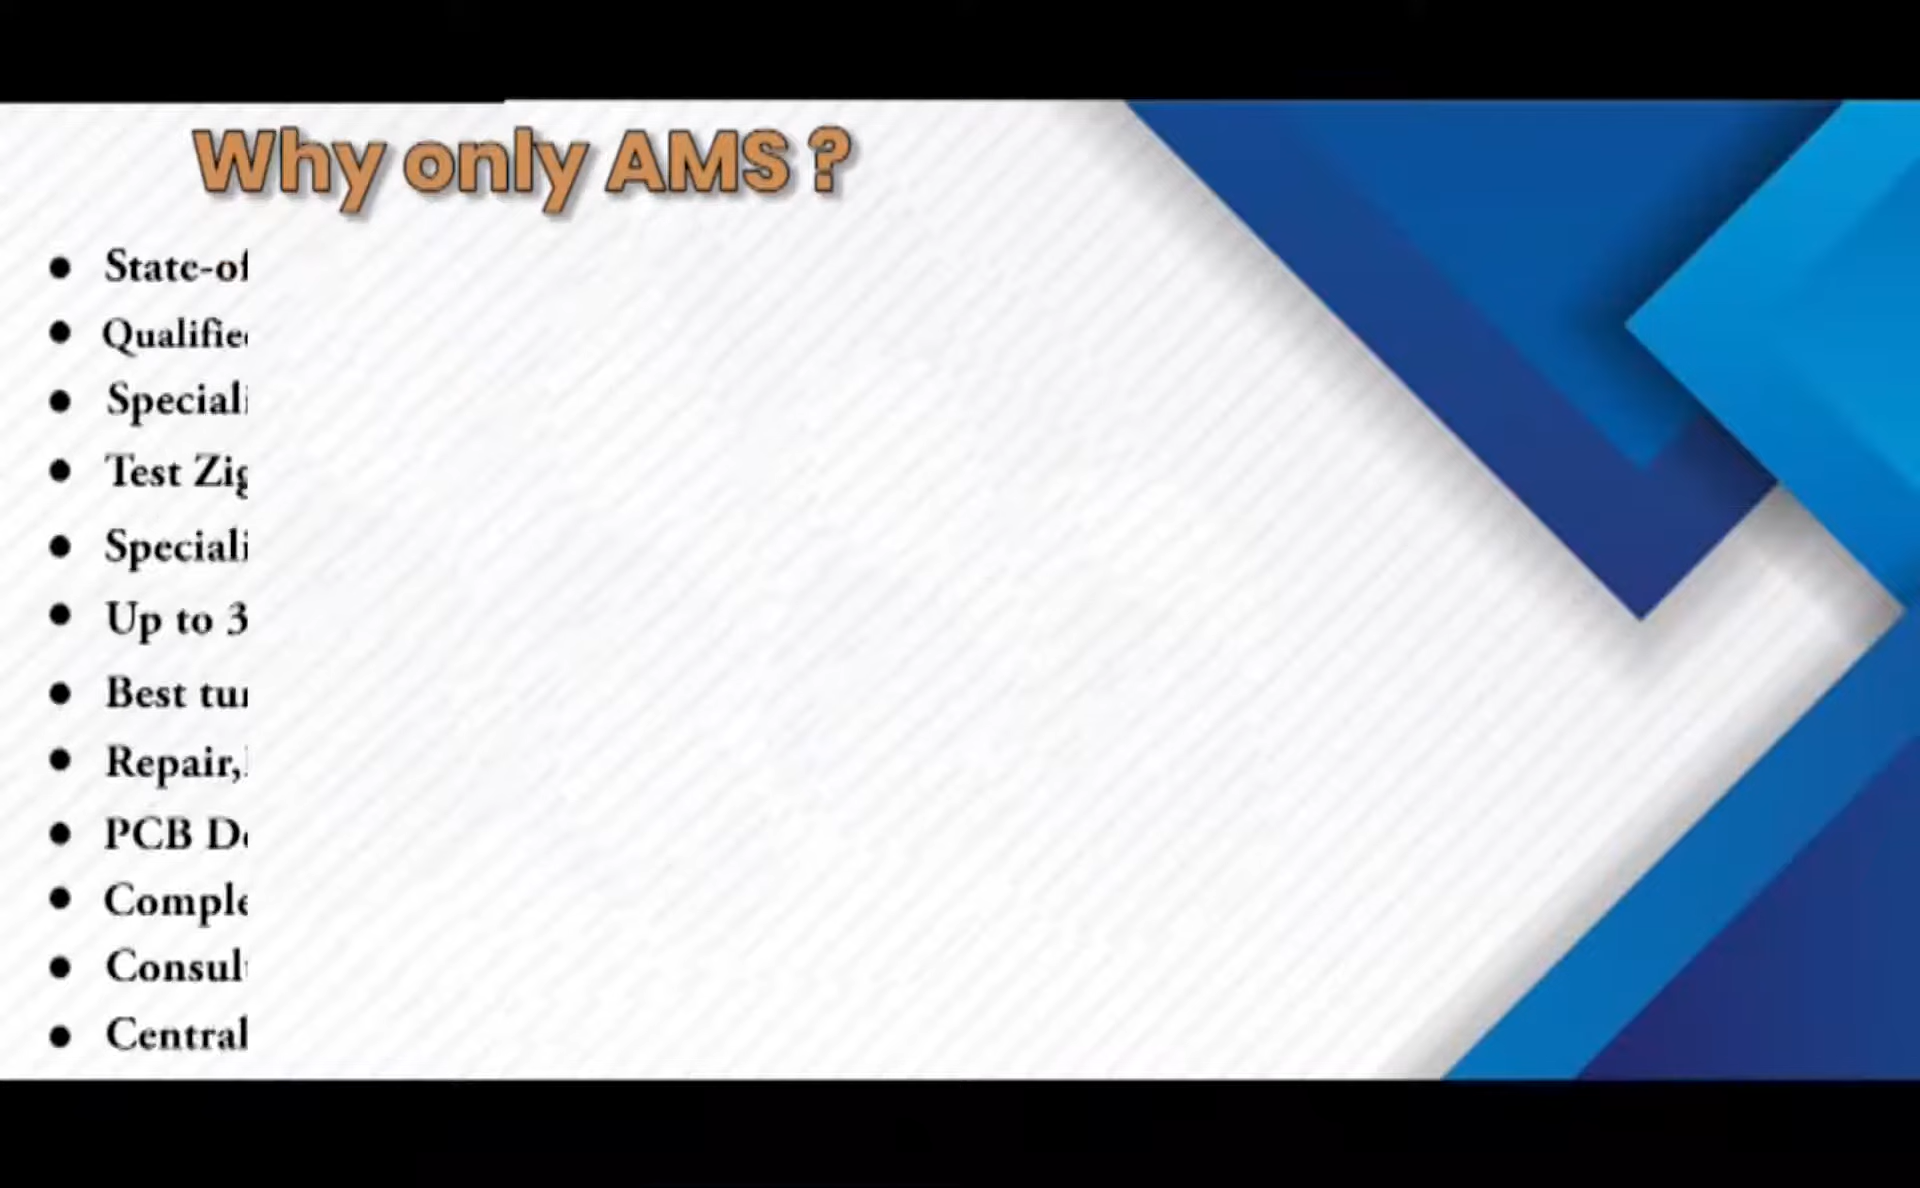 Why only AMS ?
State-of
Qualifie
Speciali
Test Zig
Speciali
Up to 3
Best tu
Repair,
PCB D
Comple
Consul
Central